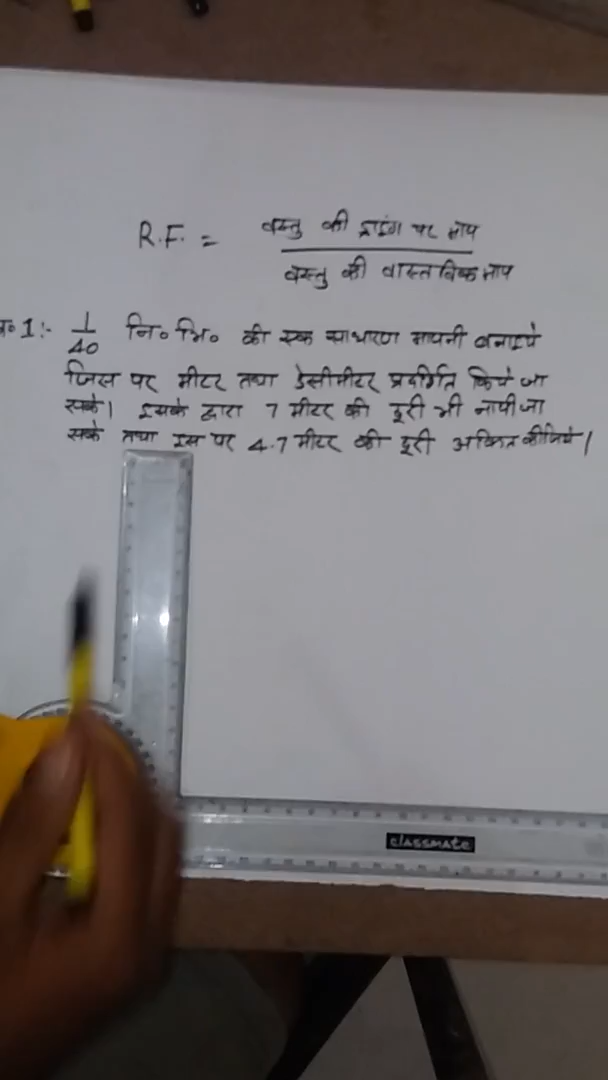 R.F. = वस्तु की ड्राइंग पर माप
वस्तु की वास्तविक माप
प्र० 1:- 1/40 नि० भि० की एक साधारण मापनी बनाइये
जिस पर मीटर तथा डेसीमीटर प्रदर्शित किये जा
सके। इसके द्वारा 7 मीटर की दूरी भी नापी जा
सके तथा इस पर 4.7 मीटर की दूरी अंकित कीजिये।
classmate